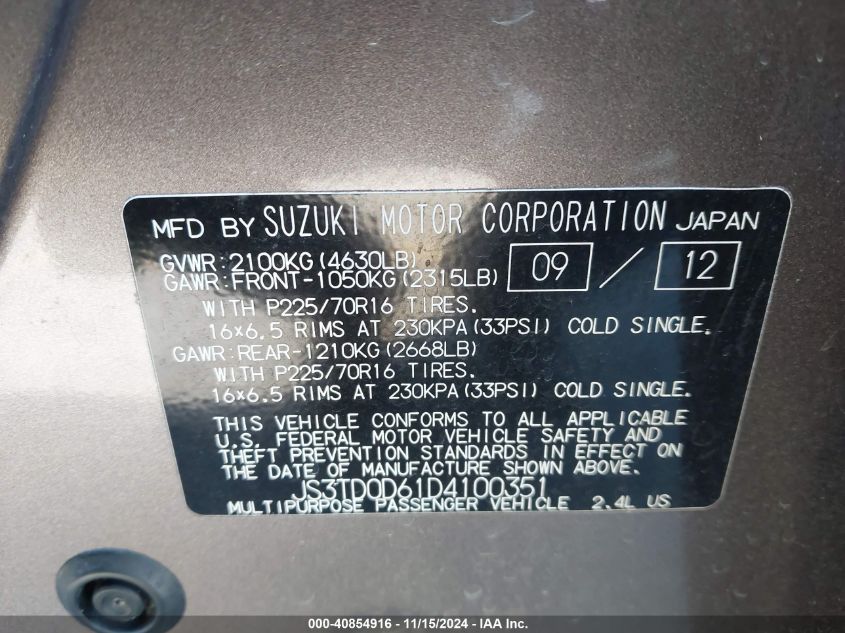 MFD BY SUZUKI MOTOR CORPORATION JAPAN
GVWR:2100KG(4630LB) 09 / 12
GAWR:FRONT-1050KG(2315LB)
WITH P225/70R16 TIRES.
16×6.5 RIMS AT 230KPA(33PSI) COLD SINGLE.
GAWR:REAR-1210KG(2668LB)
WITH P225/70R16 TIRES.
16×6.5 RIMS AT 230KPA(33PSI) COLD SINGLE.
THIS VEHICLE CONFORMS TO ALL APPLICABLE
U.S. FEDERAL MOTOR VEHICLE SAFETY AND
THEFT PREVENTION STANDARDS IN EFFECT ON
THE DATE OF MANUFACTURE SHOWN ABOVE.
JS3TD0D61D4100351
MULTIPURPOSE PASSENGER VEHICLE 2.4L US
000-40854916 - 11/15/2024 - IAA Inc.